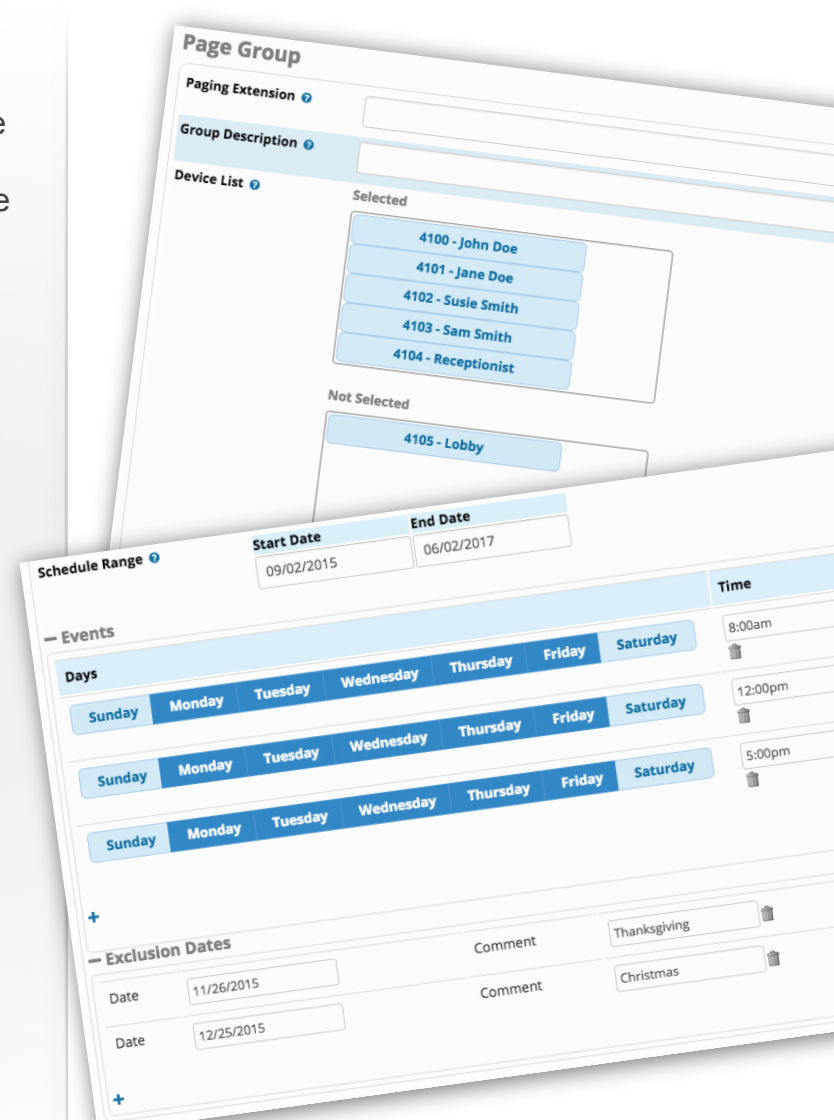 e
e
Page Group
Paging Extension
Group Description
Device List
Selected
4100 - John Doe
4101 - Jane Doe
4102 - Susie Smith
4103 - Sam Smith
4104 - Receptionist
Not Selected
4105 - Lobby
Schedule Range
Start Date End Date
09/02/2015 06/02/2017
Events
Days Time
Sunday Monday Tuesday Wednesday Thursday Friday Saturday 8:00am
Sunday Monday Tuesday Wednesday Thursday Friday Saturday 12:00pm
Sunday Monday Tuesday Wednesday Thursday Friday Saturday 5:00pm
+
Exclusion Dates
Date 11/26/2015 Comment Thanksgiving
Date 12/25/2015 Comment Christmas
+